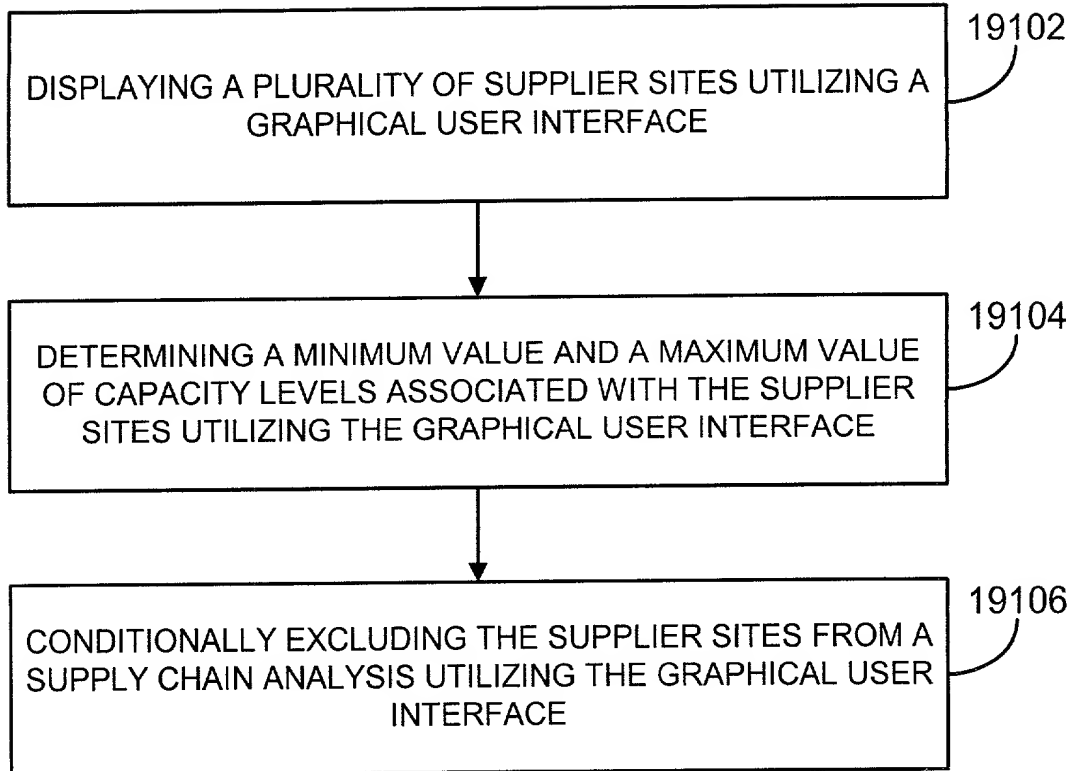 19102
DISPLAYING A PLURALITY OF SUPPLIER SITES UTILIZING A
GRAPHICAL USER INTERFACE
19104
DETERMINING A MINIMUM VALUE AND A MAXIMUM VALUE
OF CAPACITY LEVELS ASSOCIATED WITH THE SUPPLIER
SITES UTILIZING THE GRAPHICAL USER INTERFACE
19106
CONDITIONALLY EXCLUDING THE SUPPLIER SITES FROM A
SUPPLY CHAIN ANALYSIS UTILIZING THE GRAPHICAL USER
INTERFACE